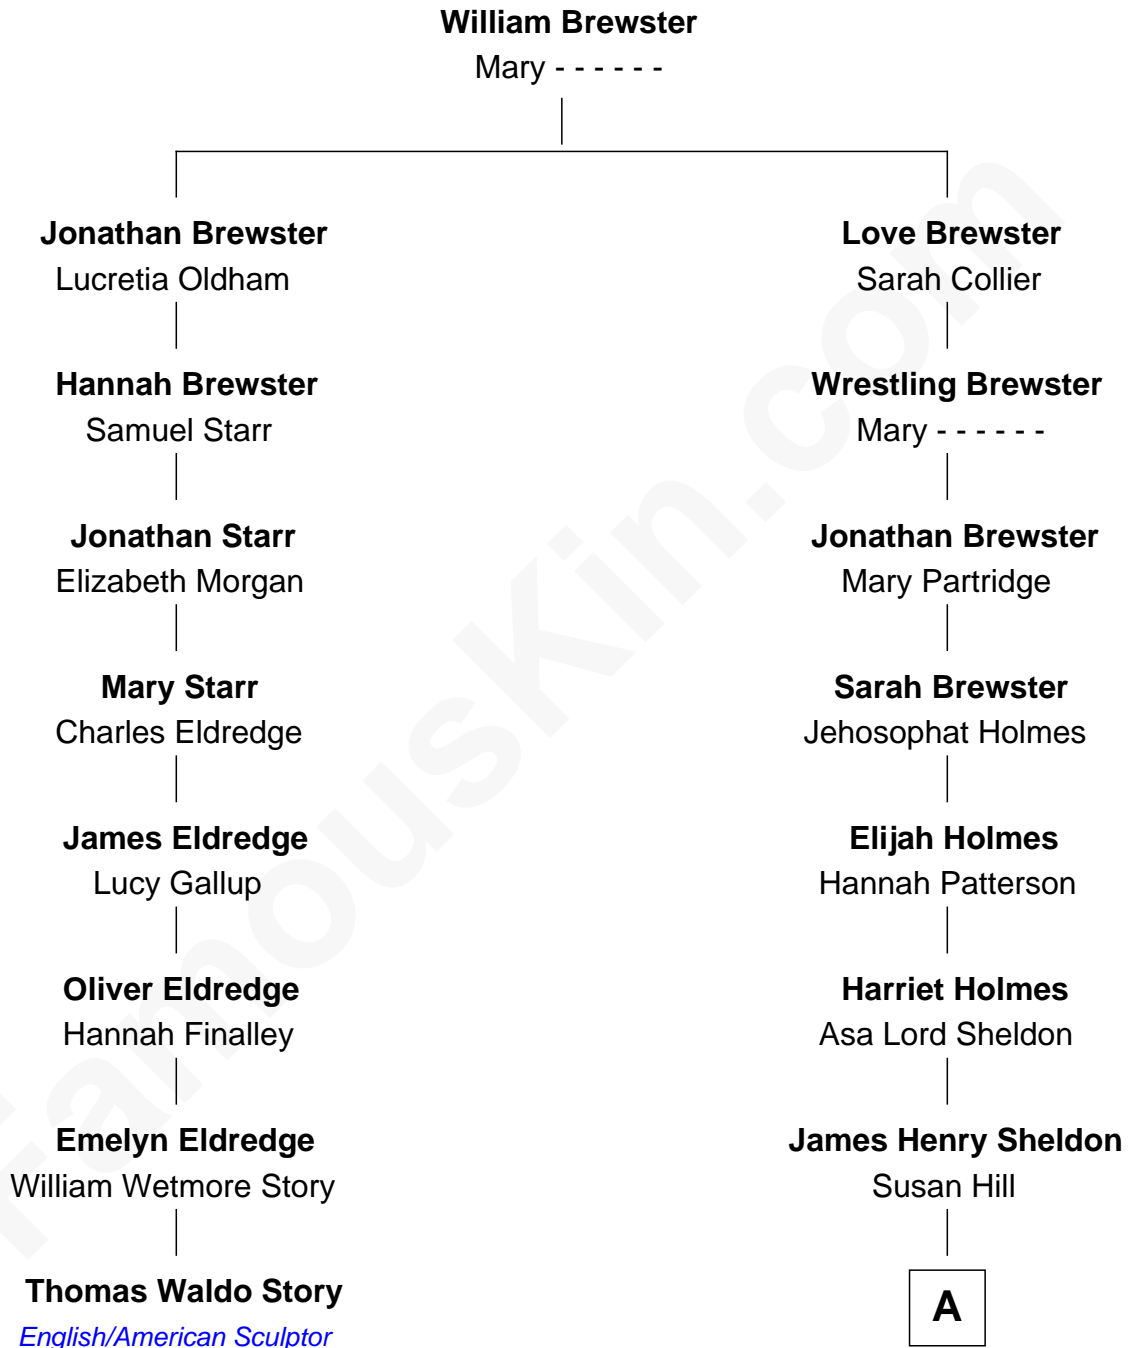 William Brewster
Mary - - - - - -
Jonathan Brewster
Lucretia Oldham
Love Brewster
Sarah Collier
Hannah Brewster
Samuel Starr
Wrestling Brewster
Mary - - - - - -
Jonathan Starr
Elizabeth Morgan
Jonathan Brewster
Mary Partridge
Mary Starr
Charles Eldredge
Sarah Brewster
Jehosophat Holmes
James Eldredge
Lucy Gallup
Elijah Holmes
Hannah Patterson
Oliver Eldredge
Hannah Finalley
Harriet Holmes
Asa Lord Sheldon
Emelyn Eldredge
William Wetmore Story
James Henry Sheldon
Susan Hill
Thomas Waldo Story
English/American Sculptor
A
FamousKin.com